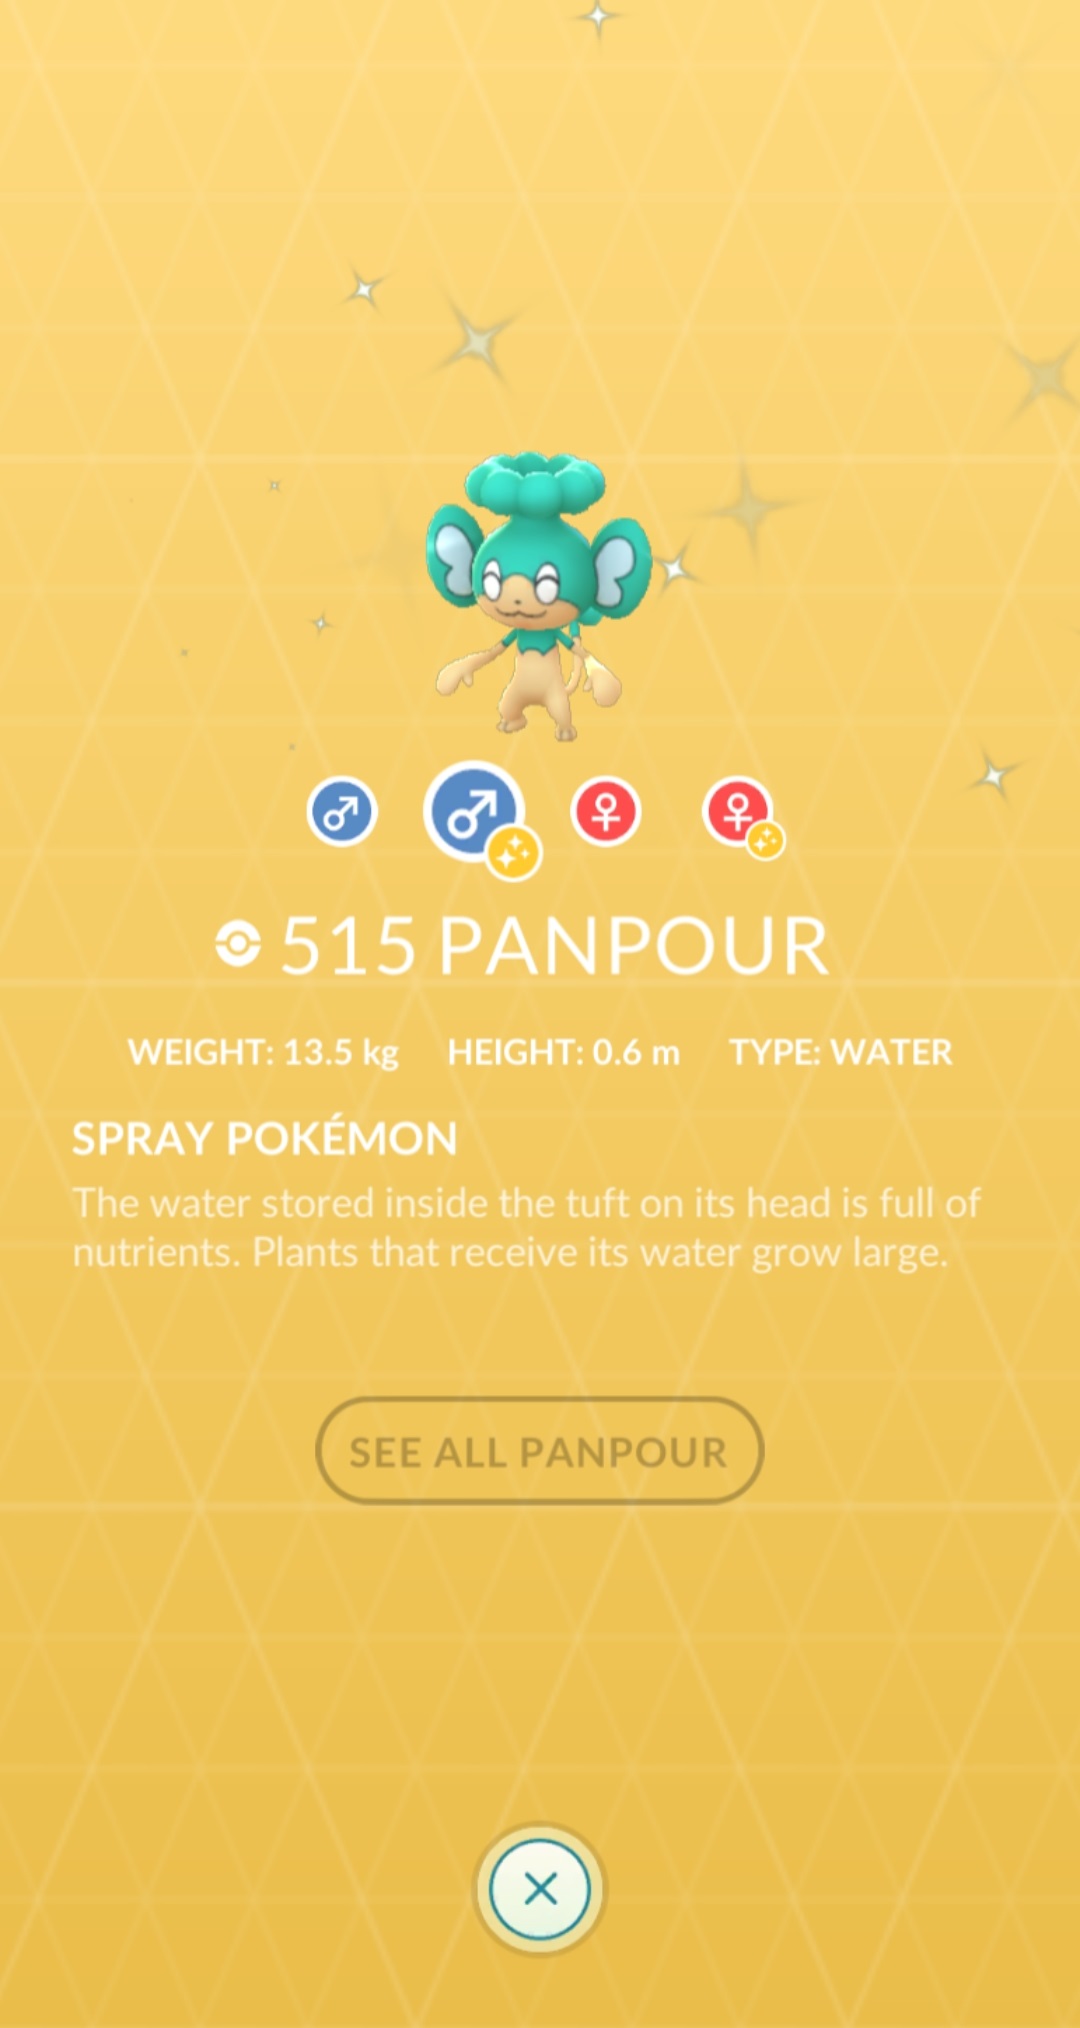 515 PANPOUR
WEIGHT: 13.5 kg HEIGHT: 0.6 m TYPE: WATER
SPRAY POKÉMON
The water stored inside the tuft on its head is full of
nutrients. Plants that receive its water grow large.
SEE ALL PANPOUR